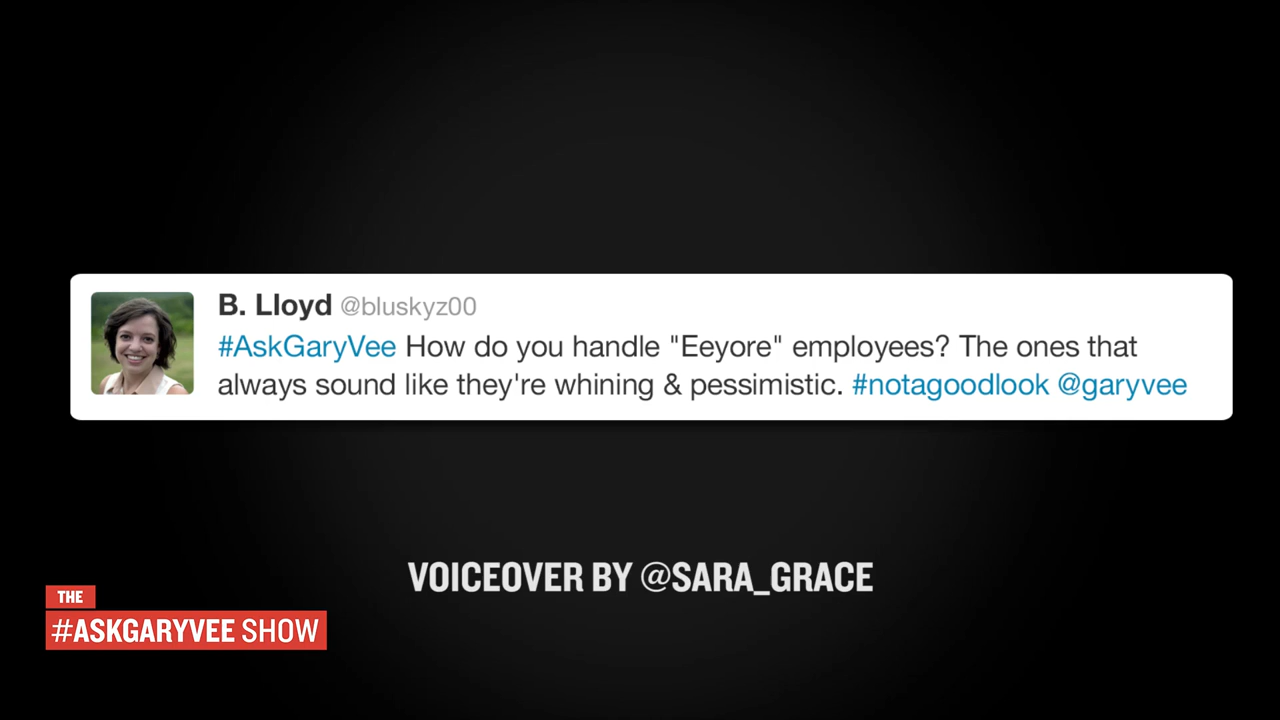 B. Lloyd @bluskyz00
#AskGaryVee How do you handle "Eeyore" employees? The ones that
always sound like they're whining & pessimistic. #notagoodlook @garyvee
VOICEOVER BY @SARA_GRACE
THE
#ASKGARYVEE SHOW